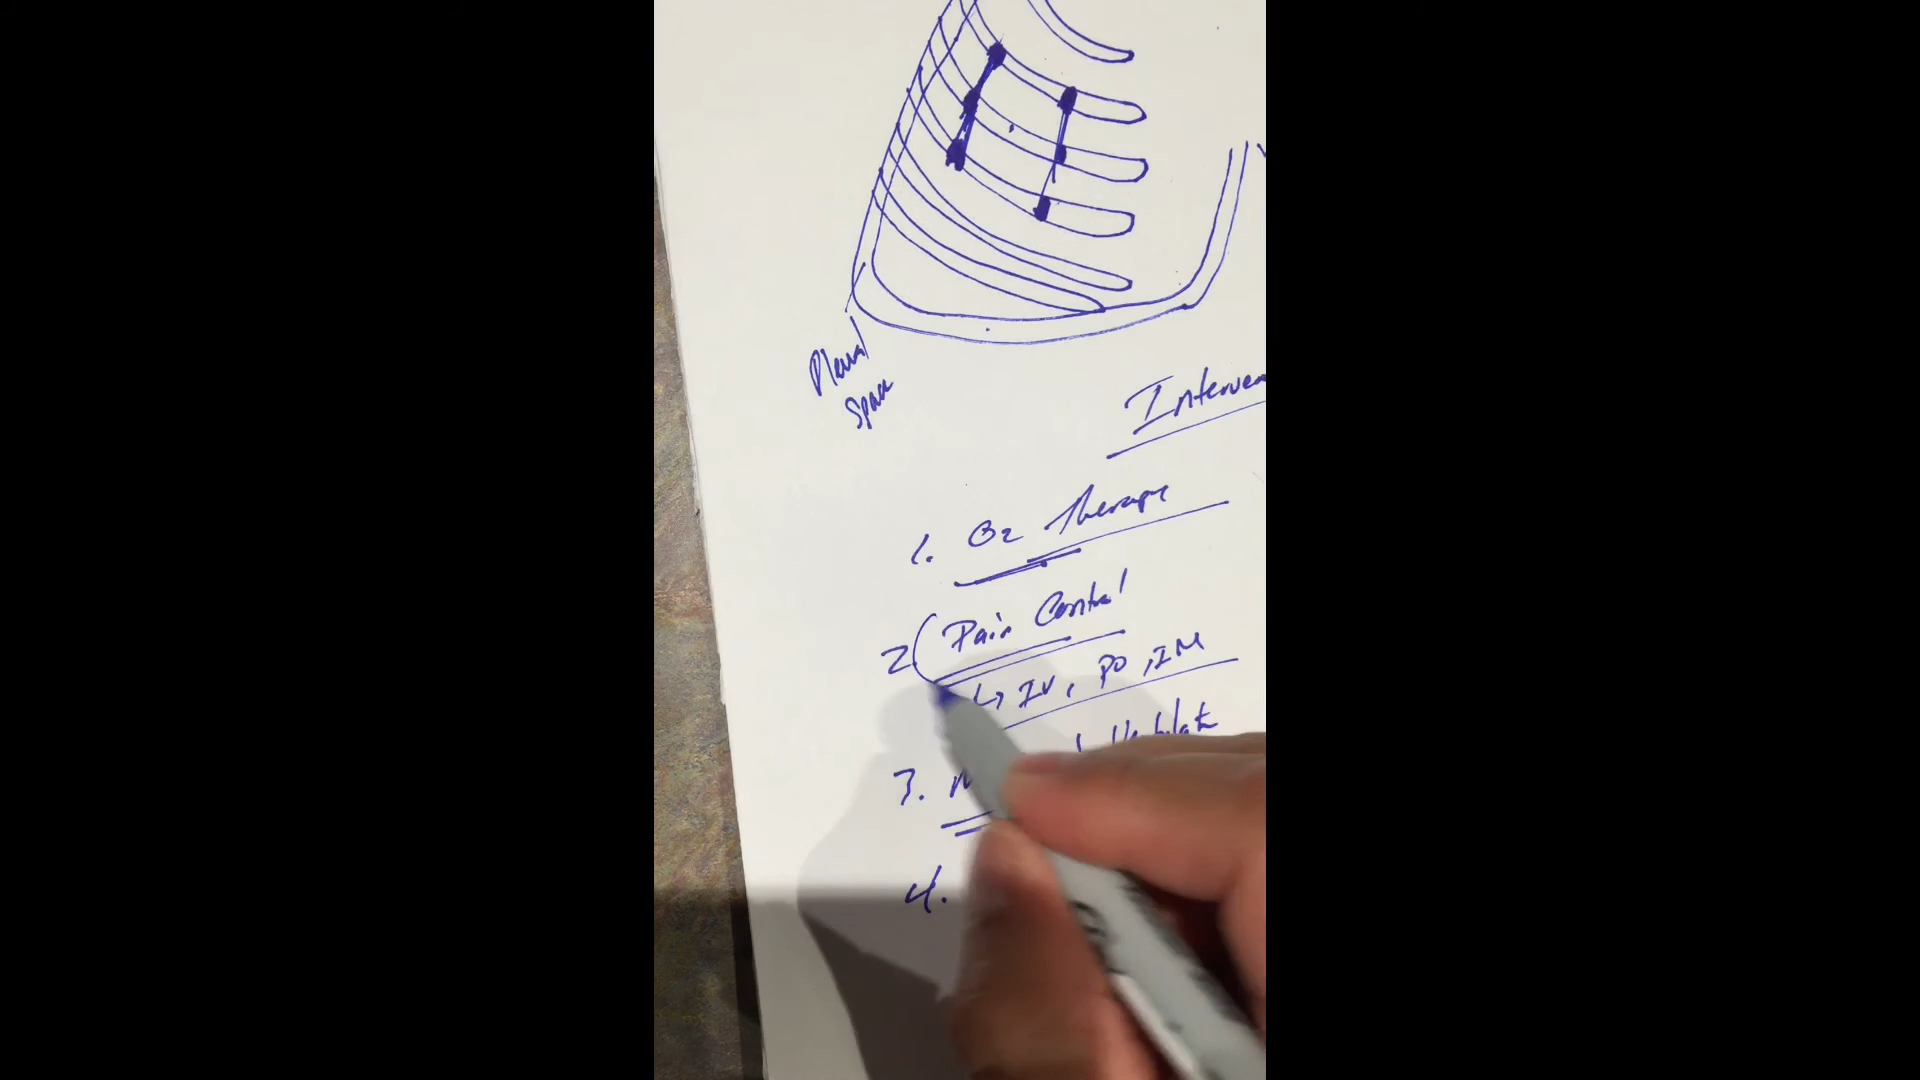 Pleural
Space
Interven
1. O2 Therapy
2 Pain Control
↳ IV, PO, IM
3.
4.